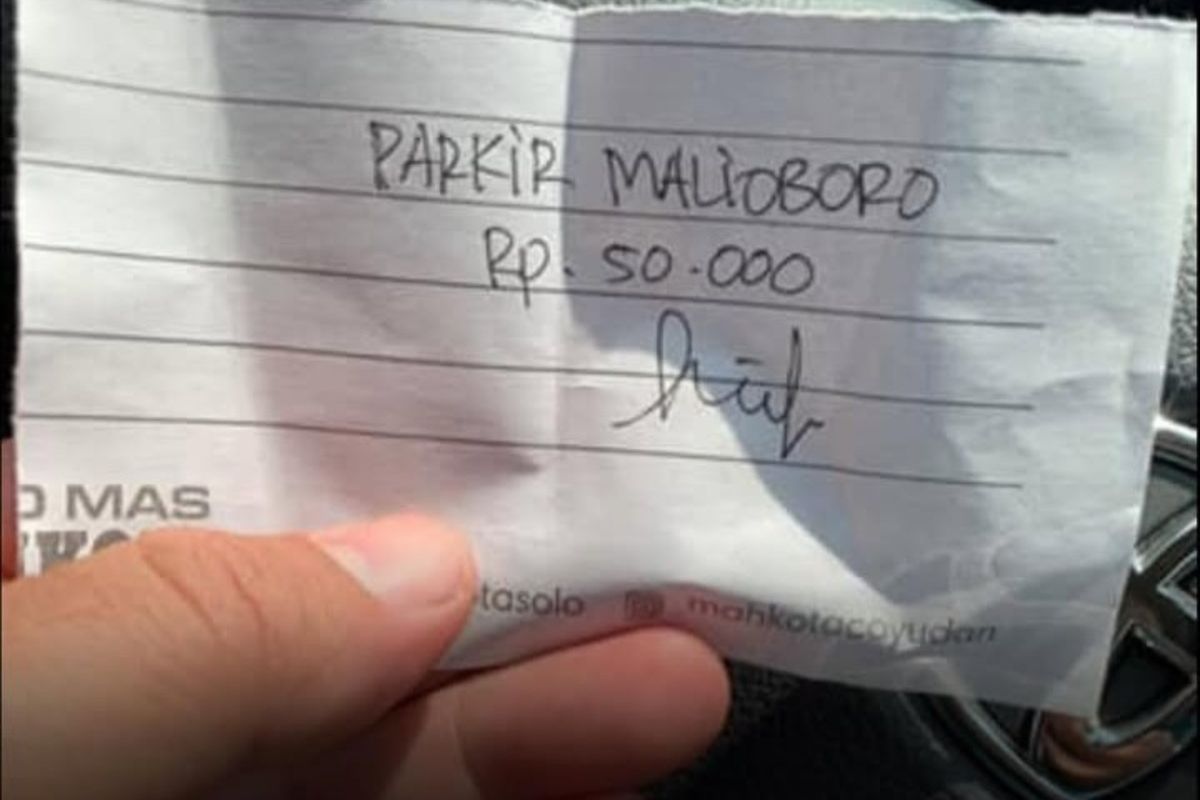 PARKIR MALIOBORO
Rp. 50.000
MAS
tasolo mahkotacoyudan